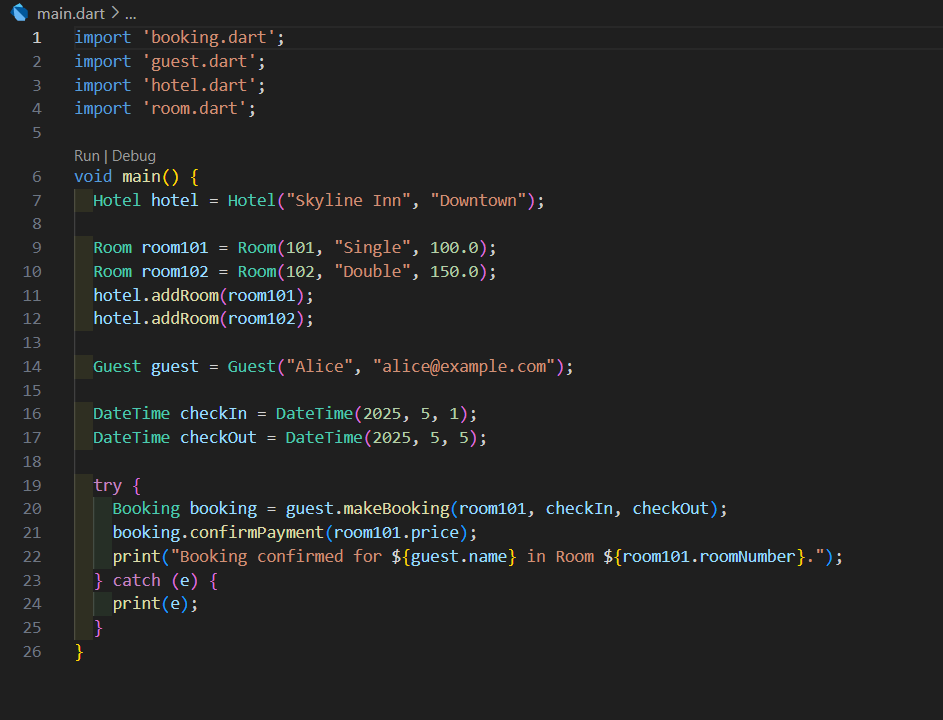 main.dart > ...
1 import 'booking.dart';
2 import 'guest.dart';
3 import 'hotel.dart';
4 import 'room.dart';
5
Run | Debug
6 void main() {
7   Hotel hotel = Hotel("Skyline Inn", "Downtown");
8
9   Room room101 = Room(101, "Single", 100.0);
10   Room room102 = Room(102, "Double", 150.0);
11   hotel.addRoom(room101);
12   hotel.addRoom(room102);
13
14   Guest guest = Guest("Alice", "alice@example.com");
15
16   DateTime checkIn = DateTime(2025, 5, 1);
17   DateTime checkOut = DateTime(2025, 5, 5);
18
19   try {
20     Booking booking = guest.makeBooking(room101, checkIn, checkOut);
21     booking.confirmPayment(room101.price);
22     print("Booking confirmed for ${guest.name} in Room ${room101.roomNumber}.");
23   } catch (e) {
24     print(e);
25   }
26 }